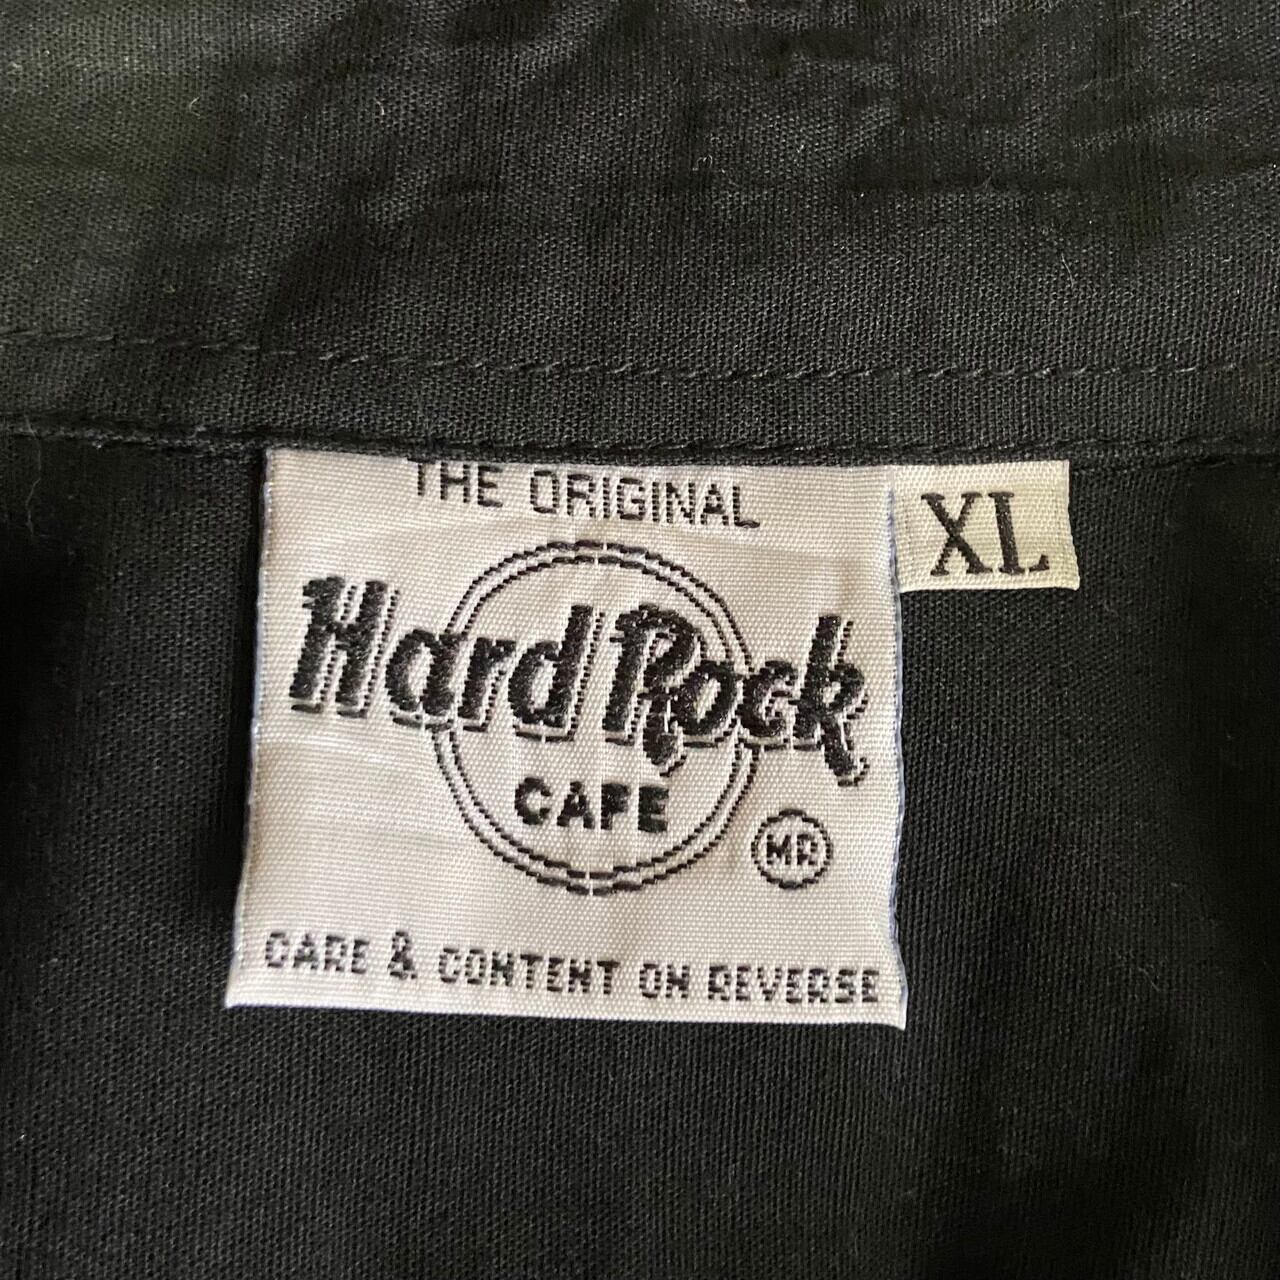 THE ORIGINAL
XL
Hard Rock
CAFE
MR
CARE & CONTENT ON REVERSE